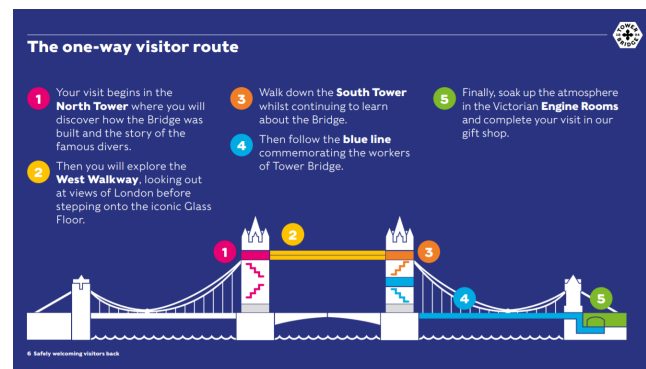 TOWER
BRIDGE
The one-way visitor route
1
Your visit begins in the
North Tower where you will
discover how the Bridge was
built and the story of the
famous divers.
2
Then you will explore the
West Walkway, looking out
at views of London before
stepping onto the iconic Glass
Floor.
3
Walk down the South Tower
whilst continuing to learn
about the Bridge.
4
Then follow the blue line
commemorating the workers
of Tower Bridge.
5
Finally, soak up the atmosphere
in the Victorian Engine Rooms
and complete your visit in our
gift shop.
1
2
3
4
5
6 Safely welcoming visitors back